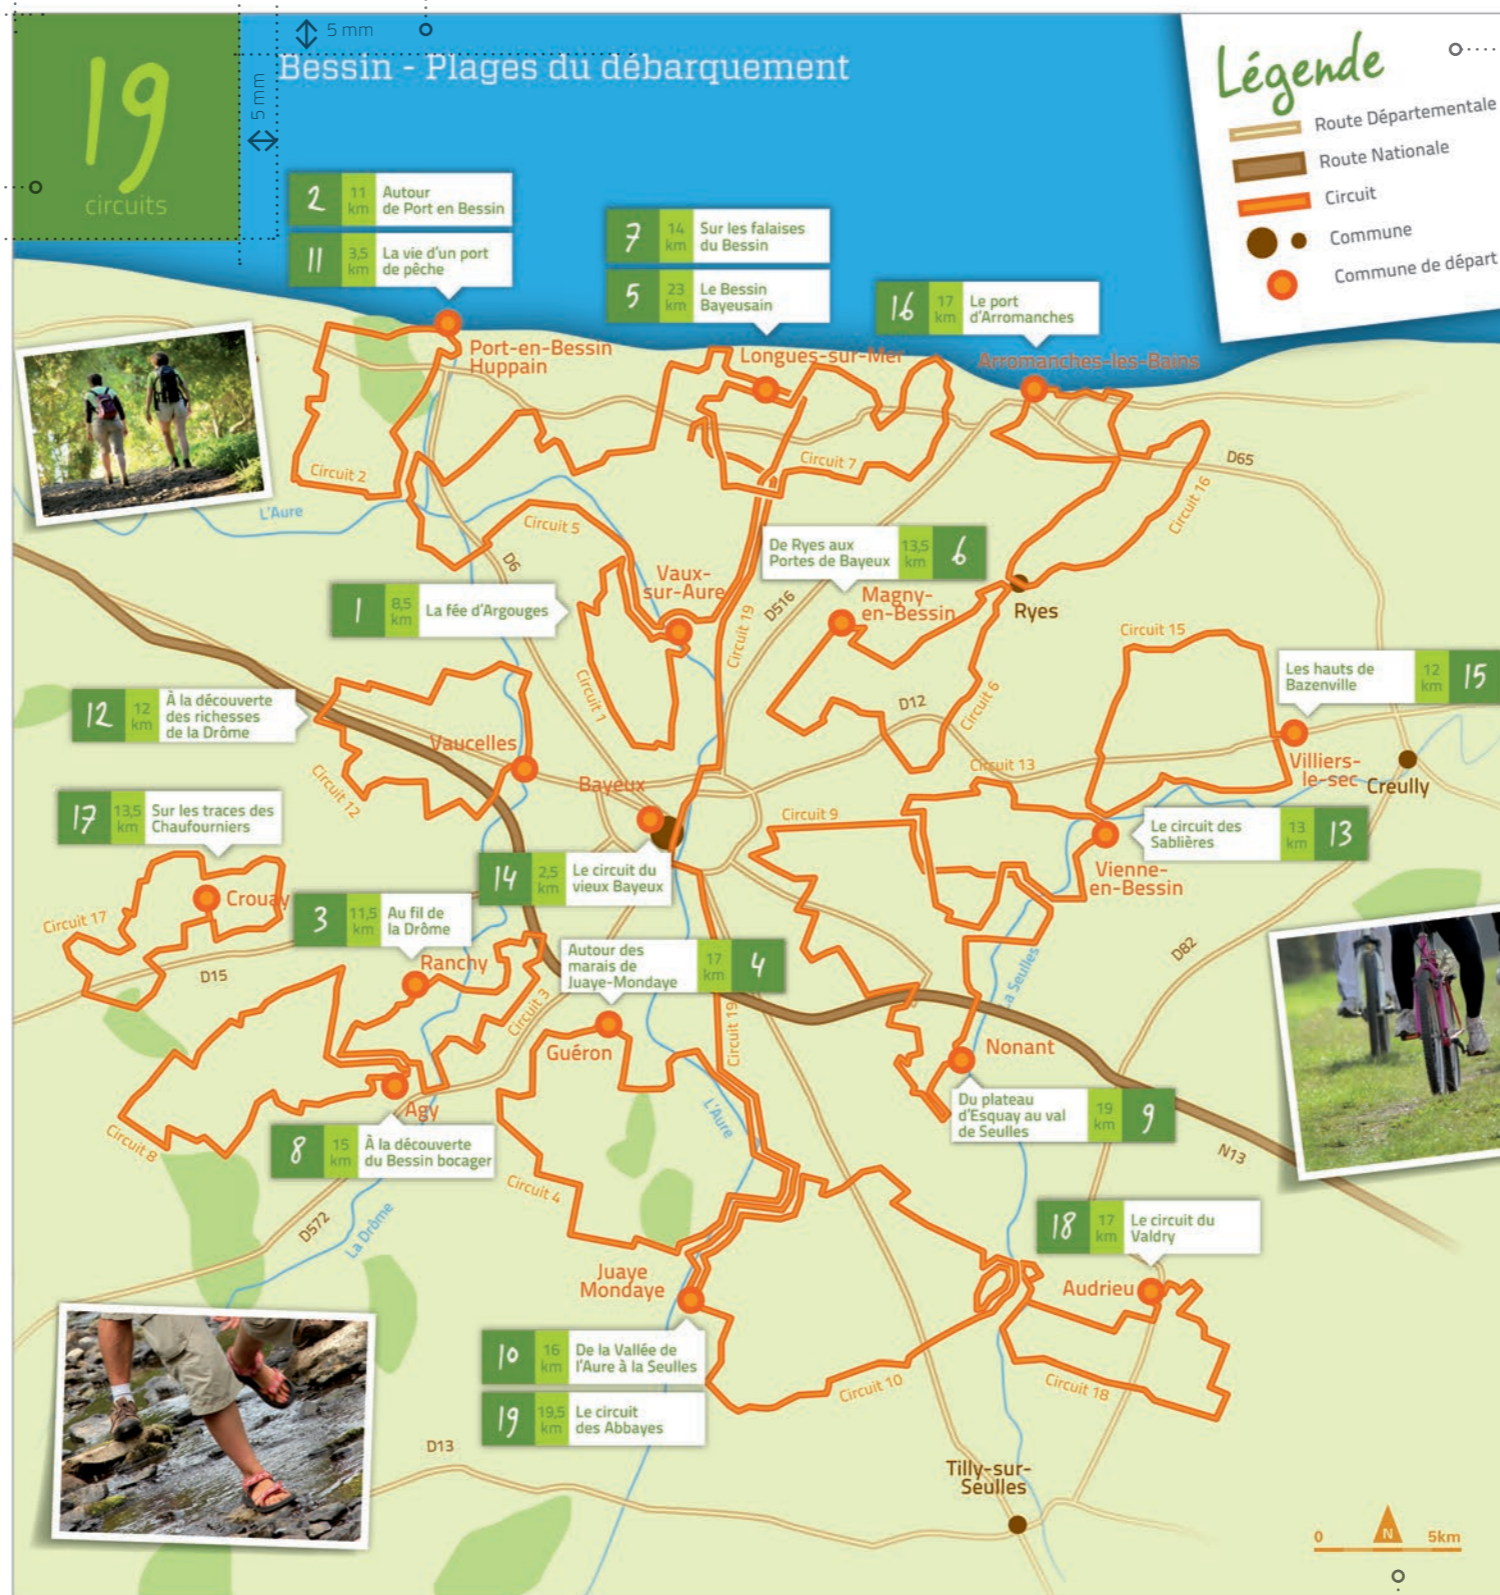 19
circuits
5 mm
5 mm
Bessin - Plages du débarquement
Légende
Route Départementale
Route Nationale
Circuit
Commune
Commune de départ
2
11
km
Autour
de Port en Bessin
11
3,5
km
La vie d'un port
de pêche
7
14
km
Sur les falaises
du Bessin
5
23
km
Le Bessin
Bayeusain
16
17
km
Le port
d'Arromanches
Port-en-Bessin
Huppain
Longues-sur-Mer
Arromanches-les-Bains
Circuit 2
Circuit 7
D65
Circuit 16
L'Aure
Circuit 5
D6
De Ryes aux
Portes de Bayeux
13,5
km
6
Vaux-
sur-Aure
1
8,5
km
La fée d'Argouges
D516
Magny-
en-Bessin
Ryes
Circuit 19
Circuit 15
Circuit 1
Circuit 6
D12
Les hauts de
Bazenville
12
km
15
12
12
km
À la découverte
des richesses
de la Drôme
Vaucelles
Circuit 12
Bayeux
Circuit 13
Villiers-
le-sec
Creully
17
13,5
km
Sur les traces des
Chaufourniers
Circuit 9
Le circuit des
Sablières
13
km
13
14
2,5
km
Le circuit du
vieux Bayeux
Vienne-
en-Bessin
Crouay
Circuit 17
3
11,5
km
Au fil de
la Drôme
Autour des
marais de
Juaye-Mondaye
17
km
4
D15
Ranchy
D82
La Seulles
Circuit 3
Circuit 19
Guéron
Nonant
Agy
L'Aure
Du plateau
d'Esquay au val
de Seulles
19
km
9
Circuit 8
8
15
km
À la découverte
du Bessin bocager
N13
Circuit 4
D572
La Drôme
18
17
km
Le circuit du
Valdry
Juaye
Mondaye
Audrieu
10
16
km
De la Vallée de
l'Aure à la Seulles
Circuit 10
Circuit 18
19
19,5
km
Le circuit
des Abbayes
D13
Tilly-sur-
Seulles
0
N
5km